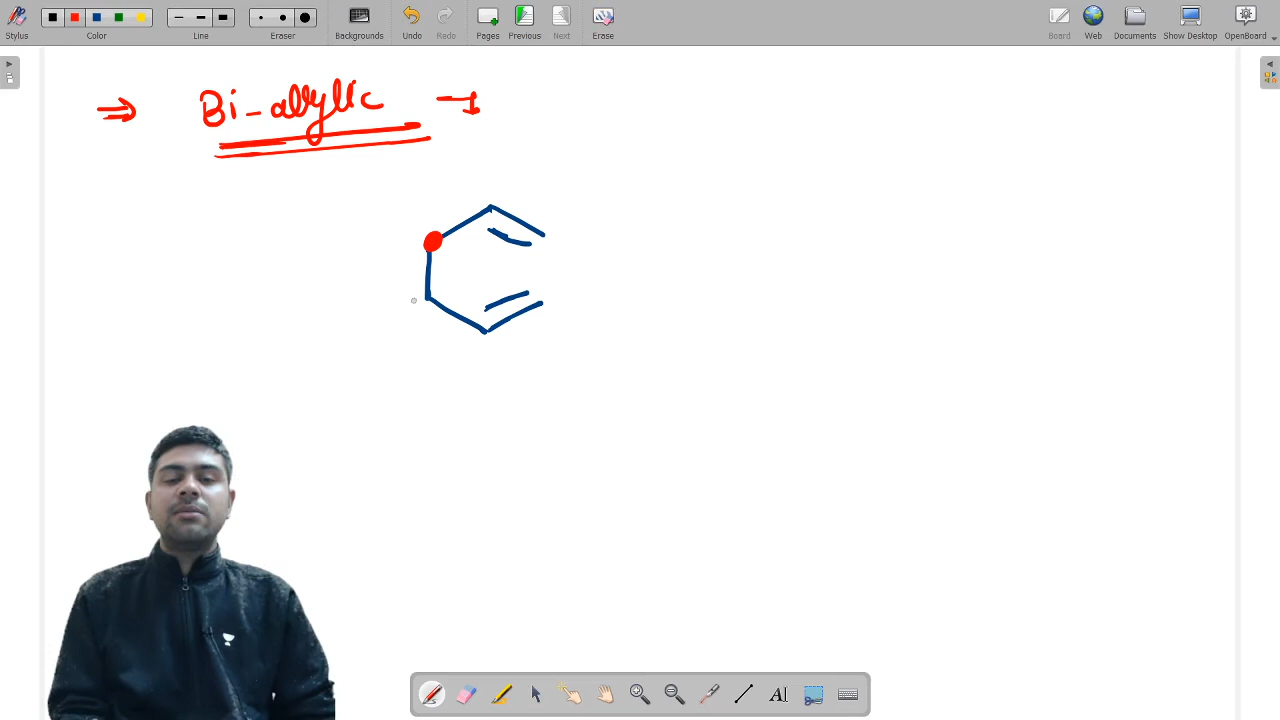 Stylus Color Line Eraser Backgrounds Undo Redo Pages Previous Next Erase Board Web Documents Show Desktop OpenBoard
⇒ Bi-allylic →
AI